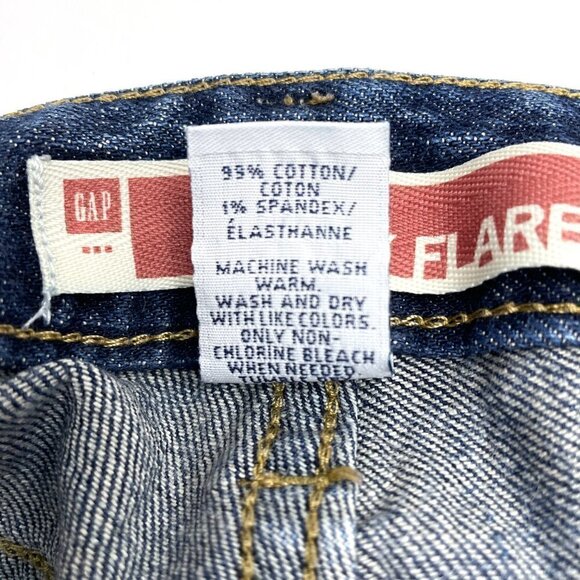 GAP
99% COTTON/
COTON
1% SPANDEX/
ÉLASTHANNE
MACHINE WASH
WARM.
WASH AND DRY
WITH LIKE COLORS.
ONLY NON-
CHLORINE BLEACH
WHEN NEEDED.
FLARE